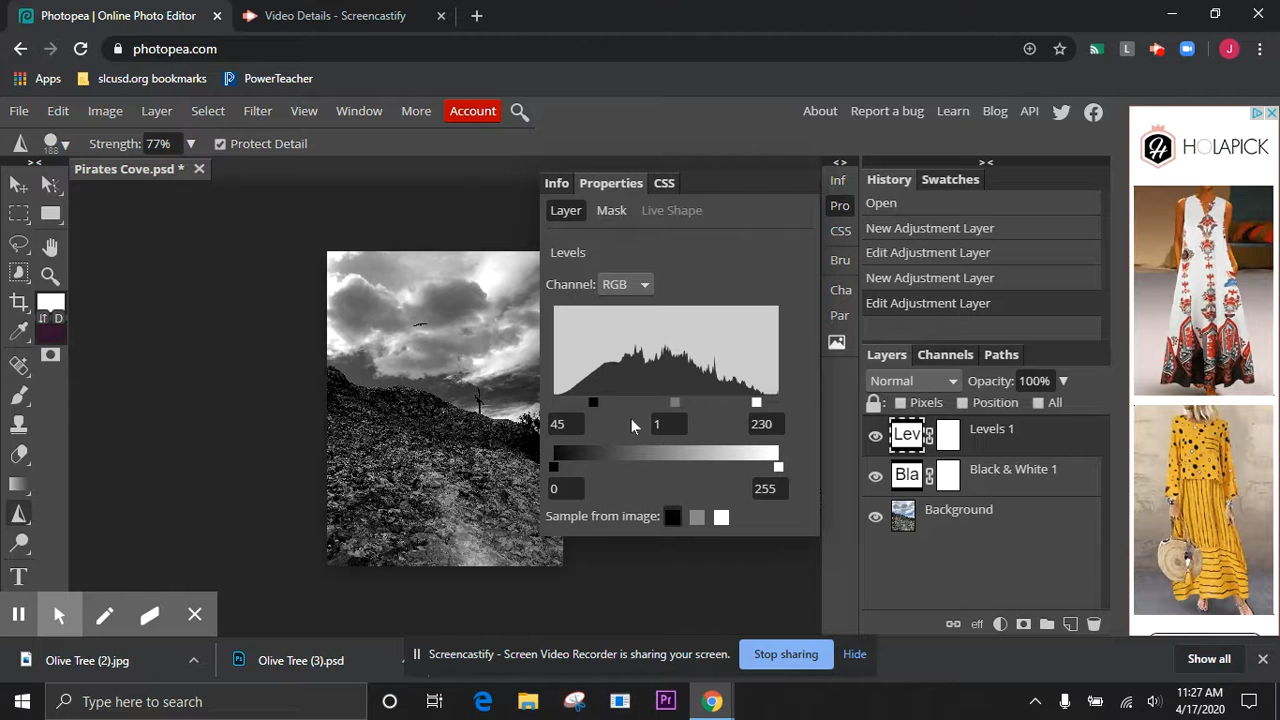 Photopea | Online Photo Editor
Video Details - Screencastify
photopea.com
L
J
Apps
slcusd.org bookmarks
PowerTeacher
File Edit Image Layer Select Filter View Window More Account
About Report a bug Learn Blog API
Strength: 77%
Protect Detail
188
> <
Pirates Cove.psd *
Info Properties CSS
Layer Mask Live Shape
Levels
Channel: RGB
45 1 230
0 255
Sample from image:
D
T
< >
Inf
Pro
CSS
Bru
Cha
Par
> <
History Swatches
Open
New Adjustment Layer
Edit Adjustment Layer
New Adjustment Layer
Edit Adjustment Layer
Layers Channels Paths
Normal Opacity: 100%
Pixels Position All
Lev Levels 1
Bla Black & White 1
Background
eff
H HOLAPICK
Olive Tree (2).jpg
Olive Tree (3).psd
Screencastify - Screen Video Recorder is sharing your screen.
Stop sharing
Hide
Show all
Type here to search
Pr
11:27 AM
4/17/2020